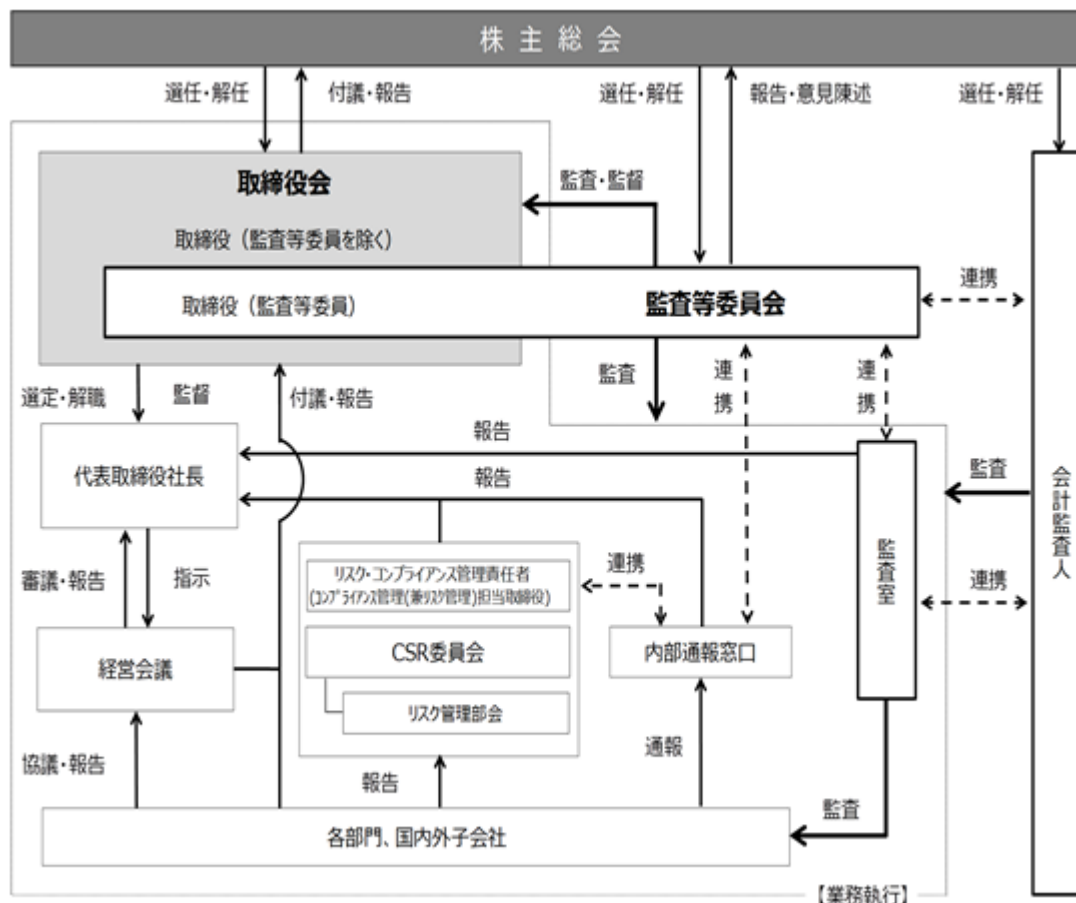 株主総会
選任・解任
付議・報告
選任・解任
報告・意見陳述
選任・解任
取締役会
監査・監督
取締役（監査等委員を除く）
取締役（監査等委員）
監査等委員会
連携
選定・解職
監督
付議・報告
監査
連携
連携
報告
代表取締役社長
報告
監査
会計監査人
監査室
審議・報告
指示
リスク・コンプライアンス管理責任者
(コンプライアンス管理(兼リスク管理)担当取締役)
連携
連携
経営会議
CSR委員会
内部通報窓口
リスク管理部会
協議・報告
報告
通報
監査
各部門、国内外子会社
【業務執行】